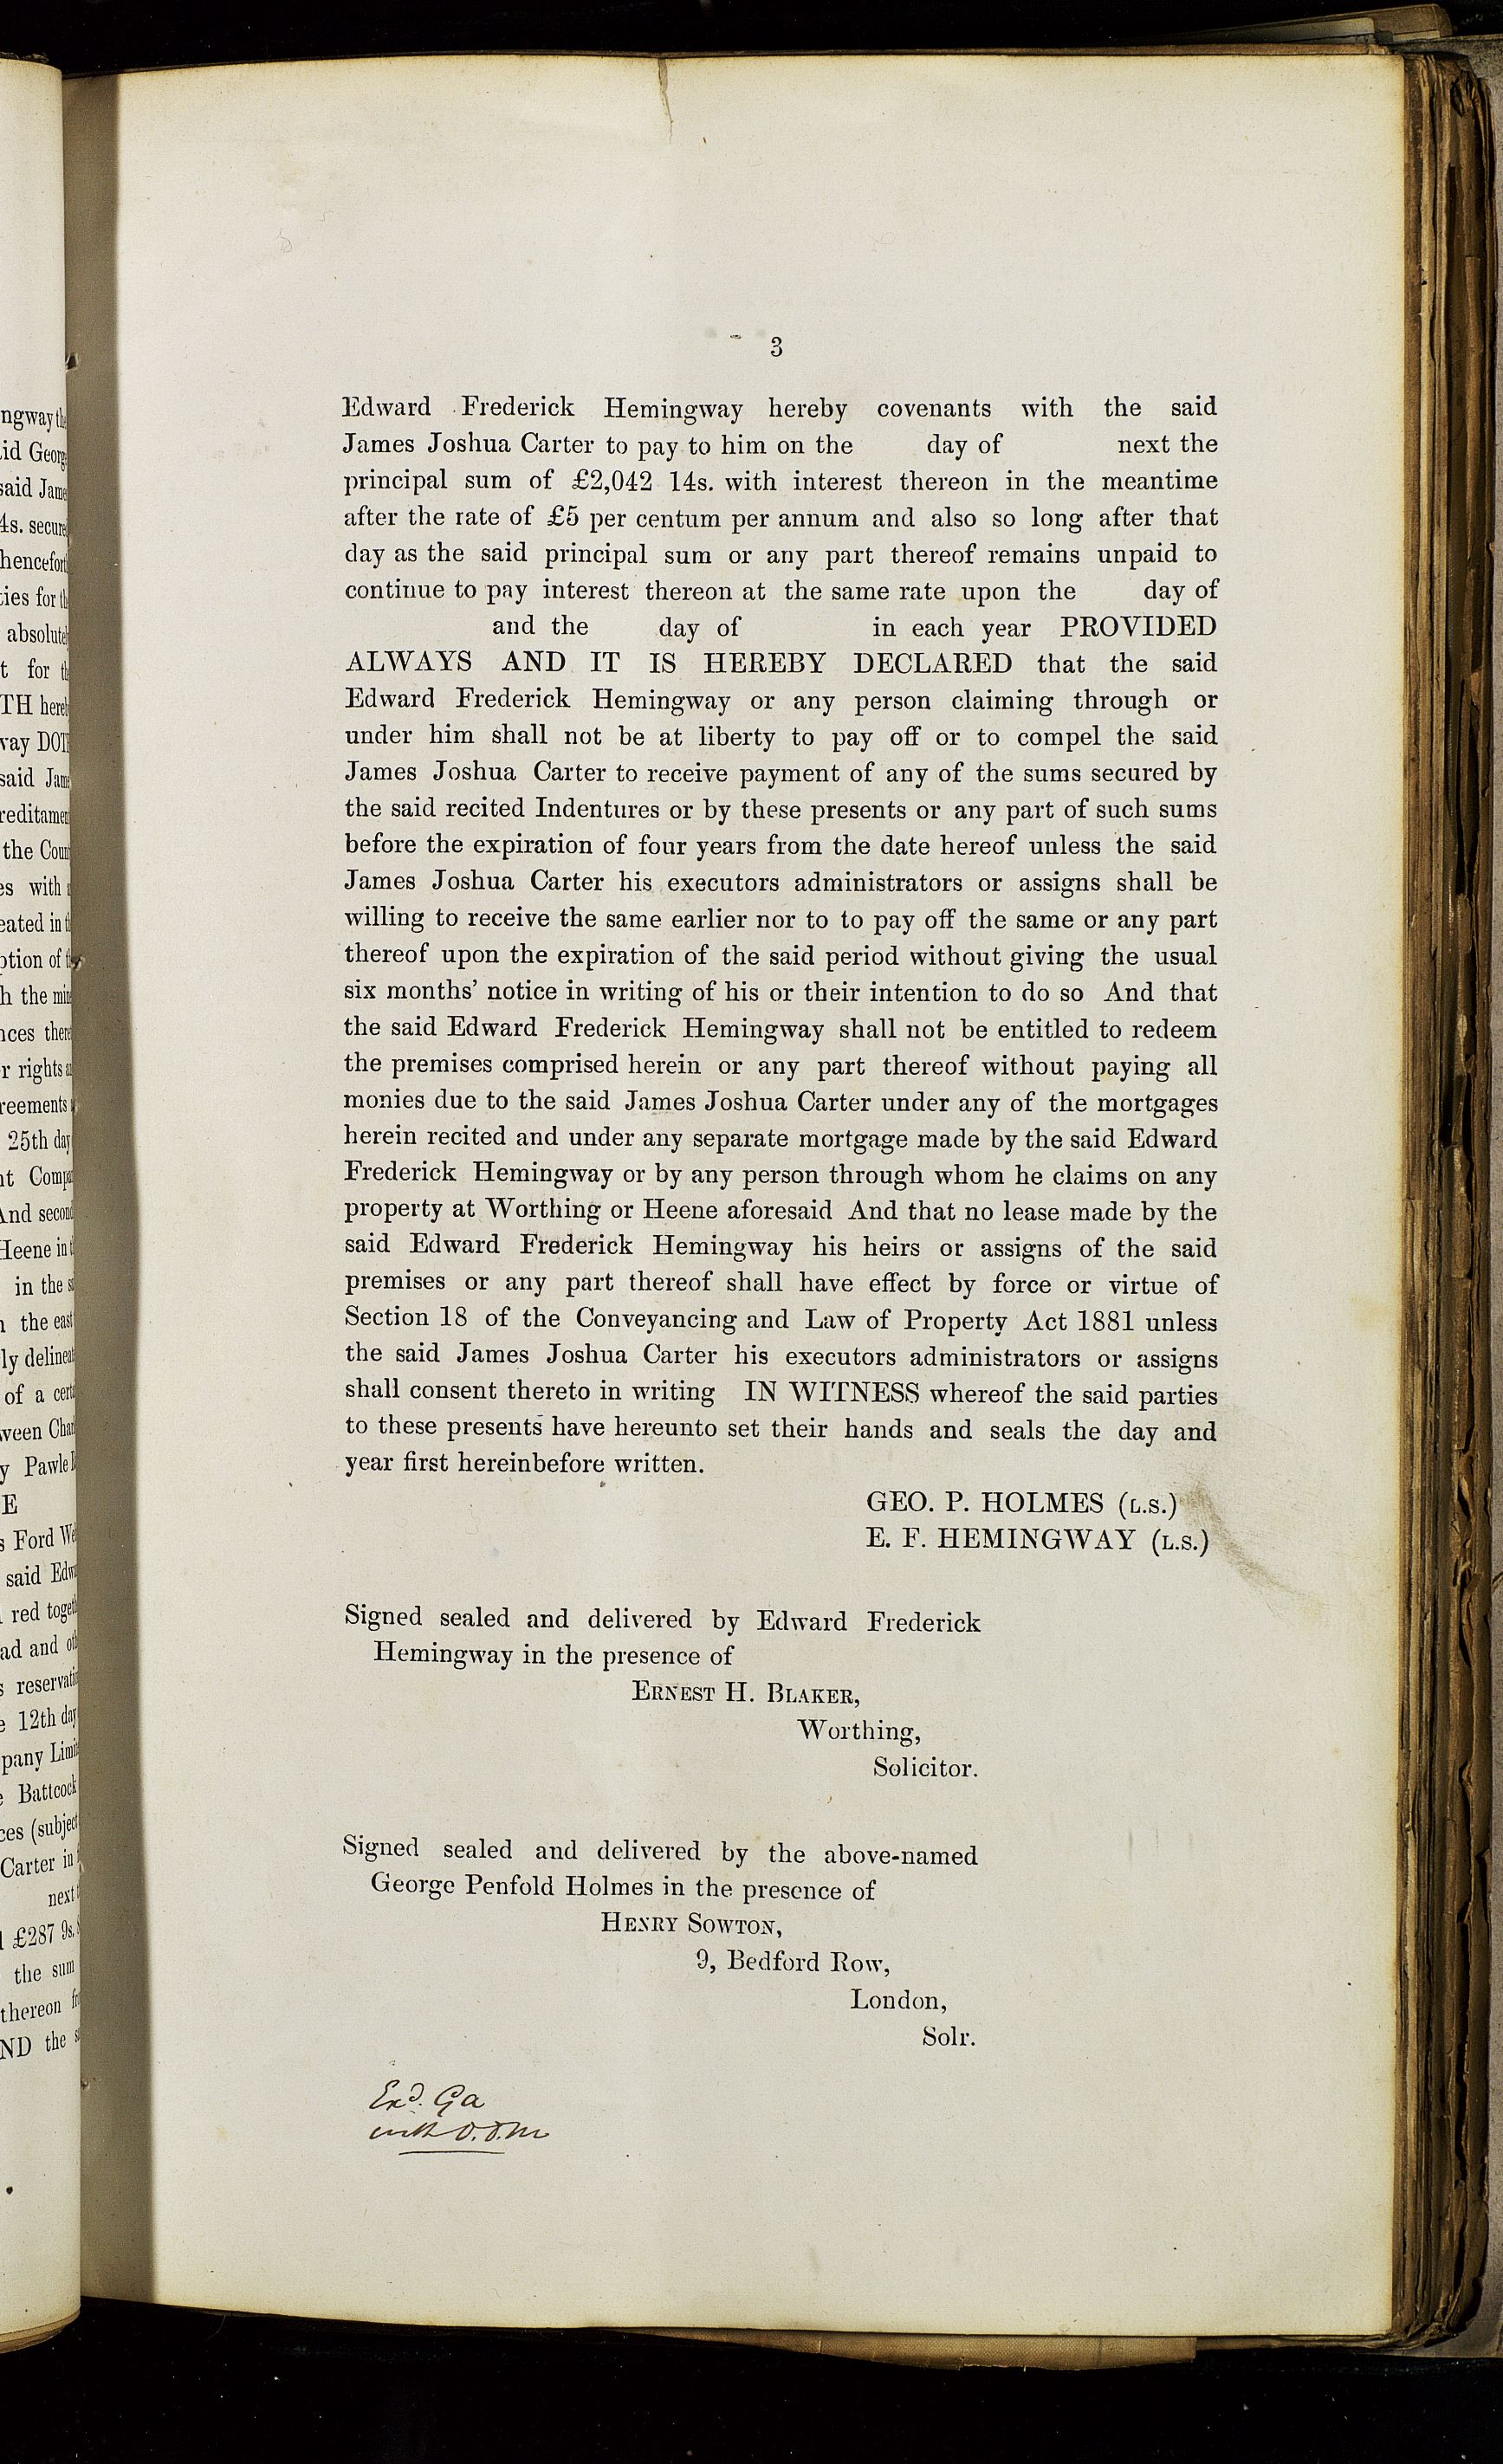 3
Edward Frederick Hemingway hereby covenants with the said
James Joshua Carter to pay to him on the day of next the
principal sum of £2,042 14s. with interest thereon in the meantime
after the rate of £5 per centum per annum and also so long after that
day as the said principal sum or any part thereof remains unpaid to
continue to pay interest thereon at the same rate upon the day of
and the day of in each year PROVIDED
ALWAYS AND IT IS HEREBY DECLARED that the said
Edward Frederick Hemingway or any person claiming through or
under him shall not be at liberty to pay off or to compel the said
James Joshua Carter to receive payment of any of the sums secured by
the said recited Indentures or by these presents or any part of such sums
before the expiration of four years from the date hereof unless the said
James Joshua Carter his executors administrators or assigns shall be
willing to receive the same earlier nor to to pay off the same or any part
thereof upon the expiration of the said period without giving the usual
six months' notice in writing of his or their intention to do so And that
the said Edward Frederick Hemingway shall not be entitled to redeem
the premises comprised herein or any part thereof without paying all
monies due to the said James Joshua Carter under any of the mortgages
herein recited and under any separate mortgage made by the said Edward
Frederick Hemingway or by any person through whom he claims on any
property at Worthing or Heene aforesaid And that no lease made by the
said Edward Frederick Hemingway his heirs or assigns of the said
premises or any part thereof shall have effect by force or virtue of
Section 18 of the Conveyancing and Law of Property Act 1881 unless
the said James Joshua Carter his executors administrators or assigns
shall consent thereto in writing IN WITNESS whereof the said parties
to these presents have hereunto set their hands and seals the day and
year first hereinbefore written.
GEO. P. HOLMES (L.S.)
E. F. HEMINGWAY (L.S.)
Signed sealed and delivered by Edward Frederick
Hemingway in the presence of
ERNEST H. BLAKER,
Worthing,
Solicitor.
Signed sealed and delivered by the above-named
George Penfold Holmes in the presence of
HENRY SOWTON,
9, Bedford Row,
London,
Solr.
Exd. Ga
with O.D.M